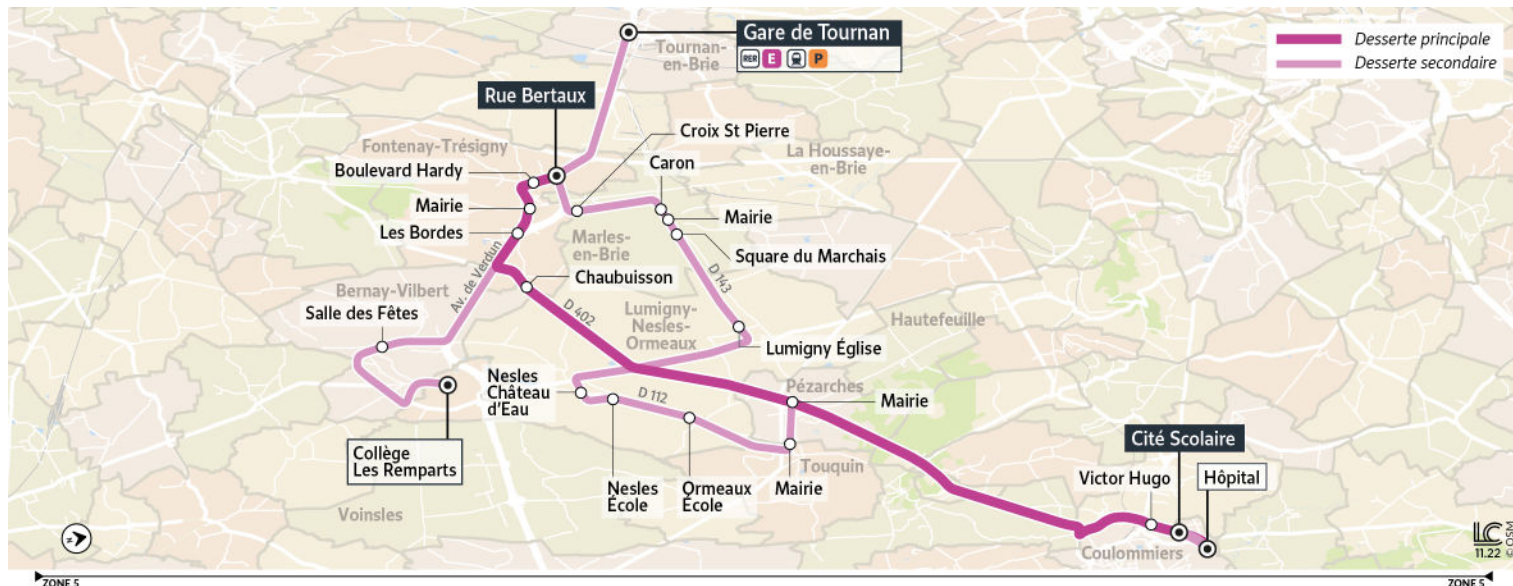 Gare de Tournan
RER E P
Tournan-
en-Brie
Desserte principale
Desserte secondaire
Rue Bertaux
Fontenay-Trésigny
Croix St Pierre
La Houssaye-
en-Brie
Boulevard Hardy
Caron
Mairie
Mairie
Les Bordes
Marles-
en-Brie
Square du Marchais
Av. de Verdun
Chaubuisson
D 143
Bernay-Vilbert
Salle des Fêtes
D 402
Lumigny-
Nesles-
Ormeaux
Hautefeuille
Lumigny Église
Nesles
Château
d'Eau
D 112
Pézarches
Mairie
Collège
Les Remparts
Cité Scolaire
Touquin
Victor Hugo
Hôpital
Nesles
École
Ormeaux
École
Mairie
Voinsles
Coulommiers
N
LC
11.22
© OSM
ZONE 5
ZONE 5